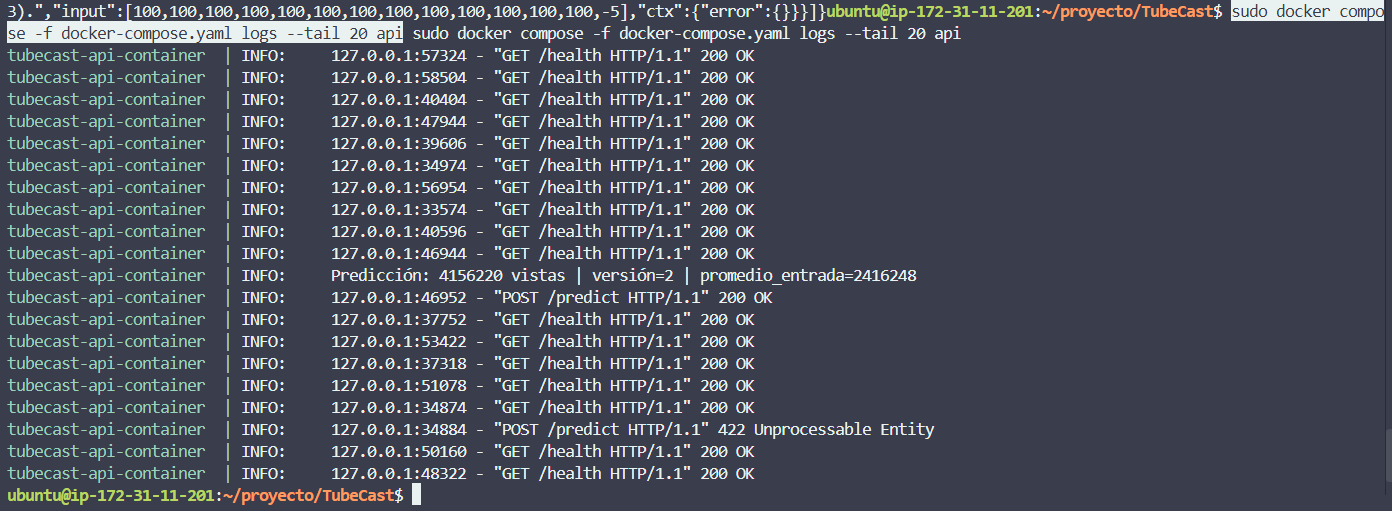 3).","input":[100,100,100,100,100,100,100,100,100,100,100,100,100,-5],"ctx":{"error":{}}}]}ubuntu@ip-172-31-11-201:~/proyecto/TubeCast$ sudo docker compo
se -f docker-compose.yaml logs --tail 20 api sudo docker compose -f docker-compose.yaml logs --tail 20 api
tubecast-api-container  | INFO:     127.0.0.1:57324 - "GET /health HTTP/1.1" 200 OK
tubecast-api-container  | INFO:     127.0.0.1:58504 - "GET /health HTTP/1.1" 200 OK
tubecast-api-container  | INFO:     127.0.0.1:40404 - "GET /health HTTP/1.1" 200 OK
tubecast-api-container  | INFO:     127.0.0.1:47944 - "GET /health HTTP/1.1" 200 OK
tubecast-api-container  | INFO:     127.0.0.1:39606 - "GET /health HTTP/1.1" 200 OK
tubecast-api-container  | INFO:     127.0.0.1:34974 - "GET /health HTTP/1.1" 200 OK
tubecast-api-container  | INFO:     127.0.0.1:56954 - "GET /health HTTP/1.1" 200 OK
tubecast-api-container  | INFO:     127.0.0.1:33574 - "GET /health HTTP/1.1" 200 OK
tubecast-api-container  | INFO:     127.0.0.1:40596 - "GET /health HTTP/1.1" 200 OK
tubecast-api-container  | INFO:     127.0.0.1:46944 - "GET /health HTTP/1.1" 200 OK
tubecast-api-container  | INFO:     Predicción: 4156220 vistas | versión=2 | promedio_entrada=2416248
tubecast-api-container  | INFO:     127.0.0.1:46952 - "POST /predict HTTP/1.1" 200 OK
tubecast-api-container  | INFO:     127.0.0.1:37752 - "GET /health HTTP/1.1" 200 OK
tubecast-api-container  | INFO:     127.0.0.1:53422 - "GET /health HTTP/1.1" 200 OK
tubecast-api-container  | INFO:     127.0.0.1:37318 - "GET /health HTTP/1.1" 200 OK
tubecast-api-container  | INFO:     127.0.0.1:51078 - "GET /health HTTP/1.1" 200 OK
tubecast-api-container  | INFO:     127.0.0.1:34874 - "GET /health HTTP/1.1" 200 OK
tubecast-api-container  | INFO:     127.0.0.1:34884 - "POST /predict HTTP/1.1" 422 Unprocessable Entity
tubecast-api-container  | INFO:     127.0.0.1:50160 - "GET /health HTTP/1.1" 200 OK
tubecast-api-container  | INFO:     127.0.0.1:48322 - "GET /health HTTP/1.1" 200 OK
ubuntu@ip-172-31-11-201:~/proyecto/TubeCast$